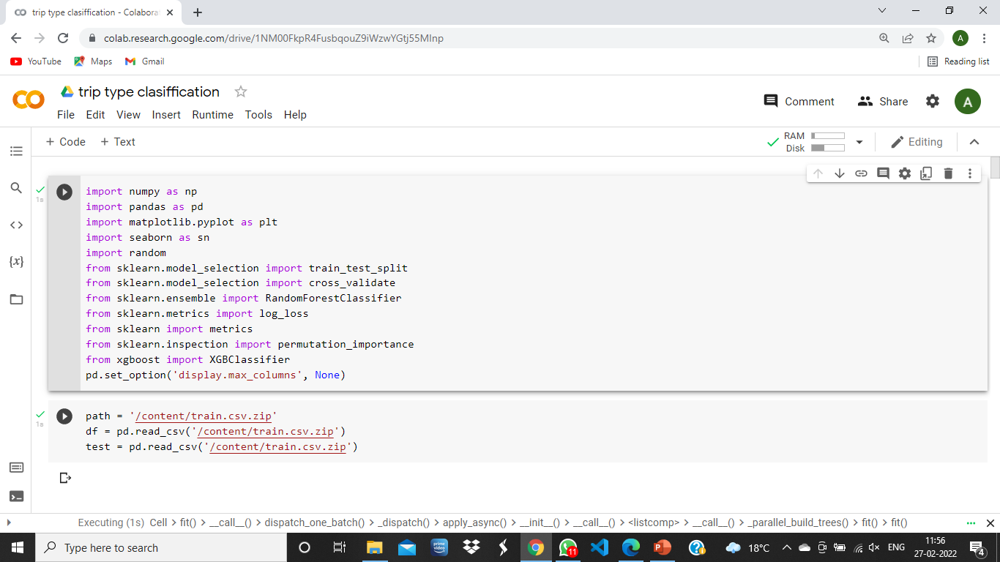 trip type clasiffication - Colabora
colab.research.google.com/drive/1NM00FkpR4FusbqouZ9iWzwYGtj55MInp
A
YouTube
Maps
Gmail
Reading list
trip type clasiffication
Comment
Share
A
File Edit View Insert Runtime Tools Help
+ Code + Text
RAM
Disk
Editing
1s
import numpy as np
import pandas as pd
import matplotlib.pyplot as plt
import seaborn as sn
import random
from sklearn.model_selection import train_test_split
from sklearn.model_selection import cross_validate
from sklearn.ensemble import RandomForestClassifier
from sklearn.metrics import log_loss
from sklearn import metrics
from sklearn.inspection import permutation_importance
from xgboost import XGBClassifier
pd.set_option('display.max_columns', None)
1s
path = '/content/train.csv.zip'
df = pd.read_csv('/content/train.csv.zip')
test = pd.read_csv('/content/train.csv.zip')
{x}
Executing (1s) Cell > fit() > __call__() > dispatch_one_batch() > _dispatch() > apply_async() > __init__() > __call__() > <listcomp> > __call__() > _parallel_build_trees() > fit() > fit()
Type here to search
prime video
11
18°C
ENG
11:56
27-02-2022
4